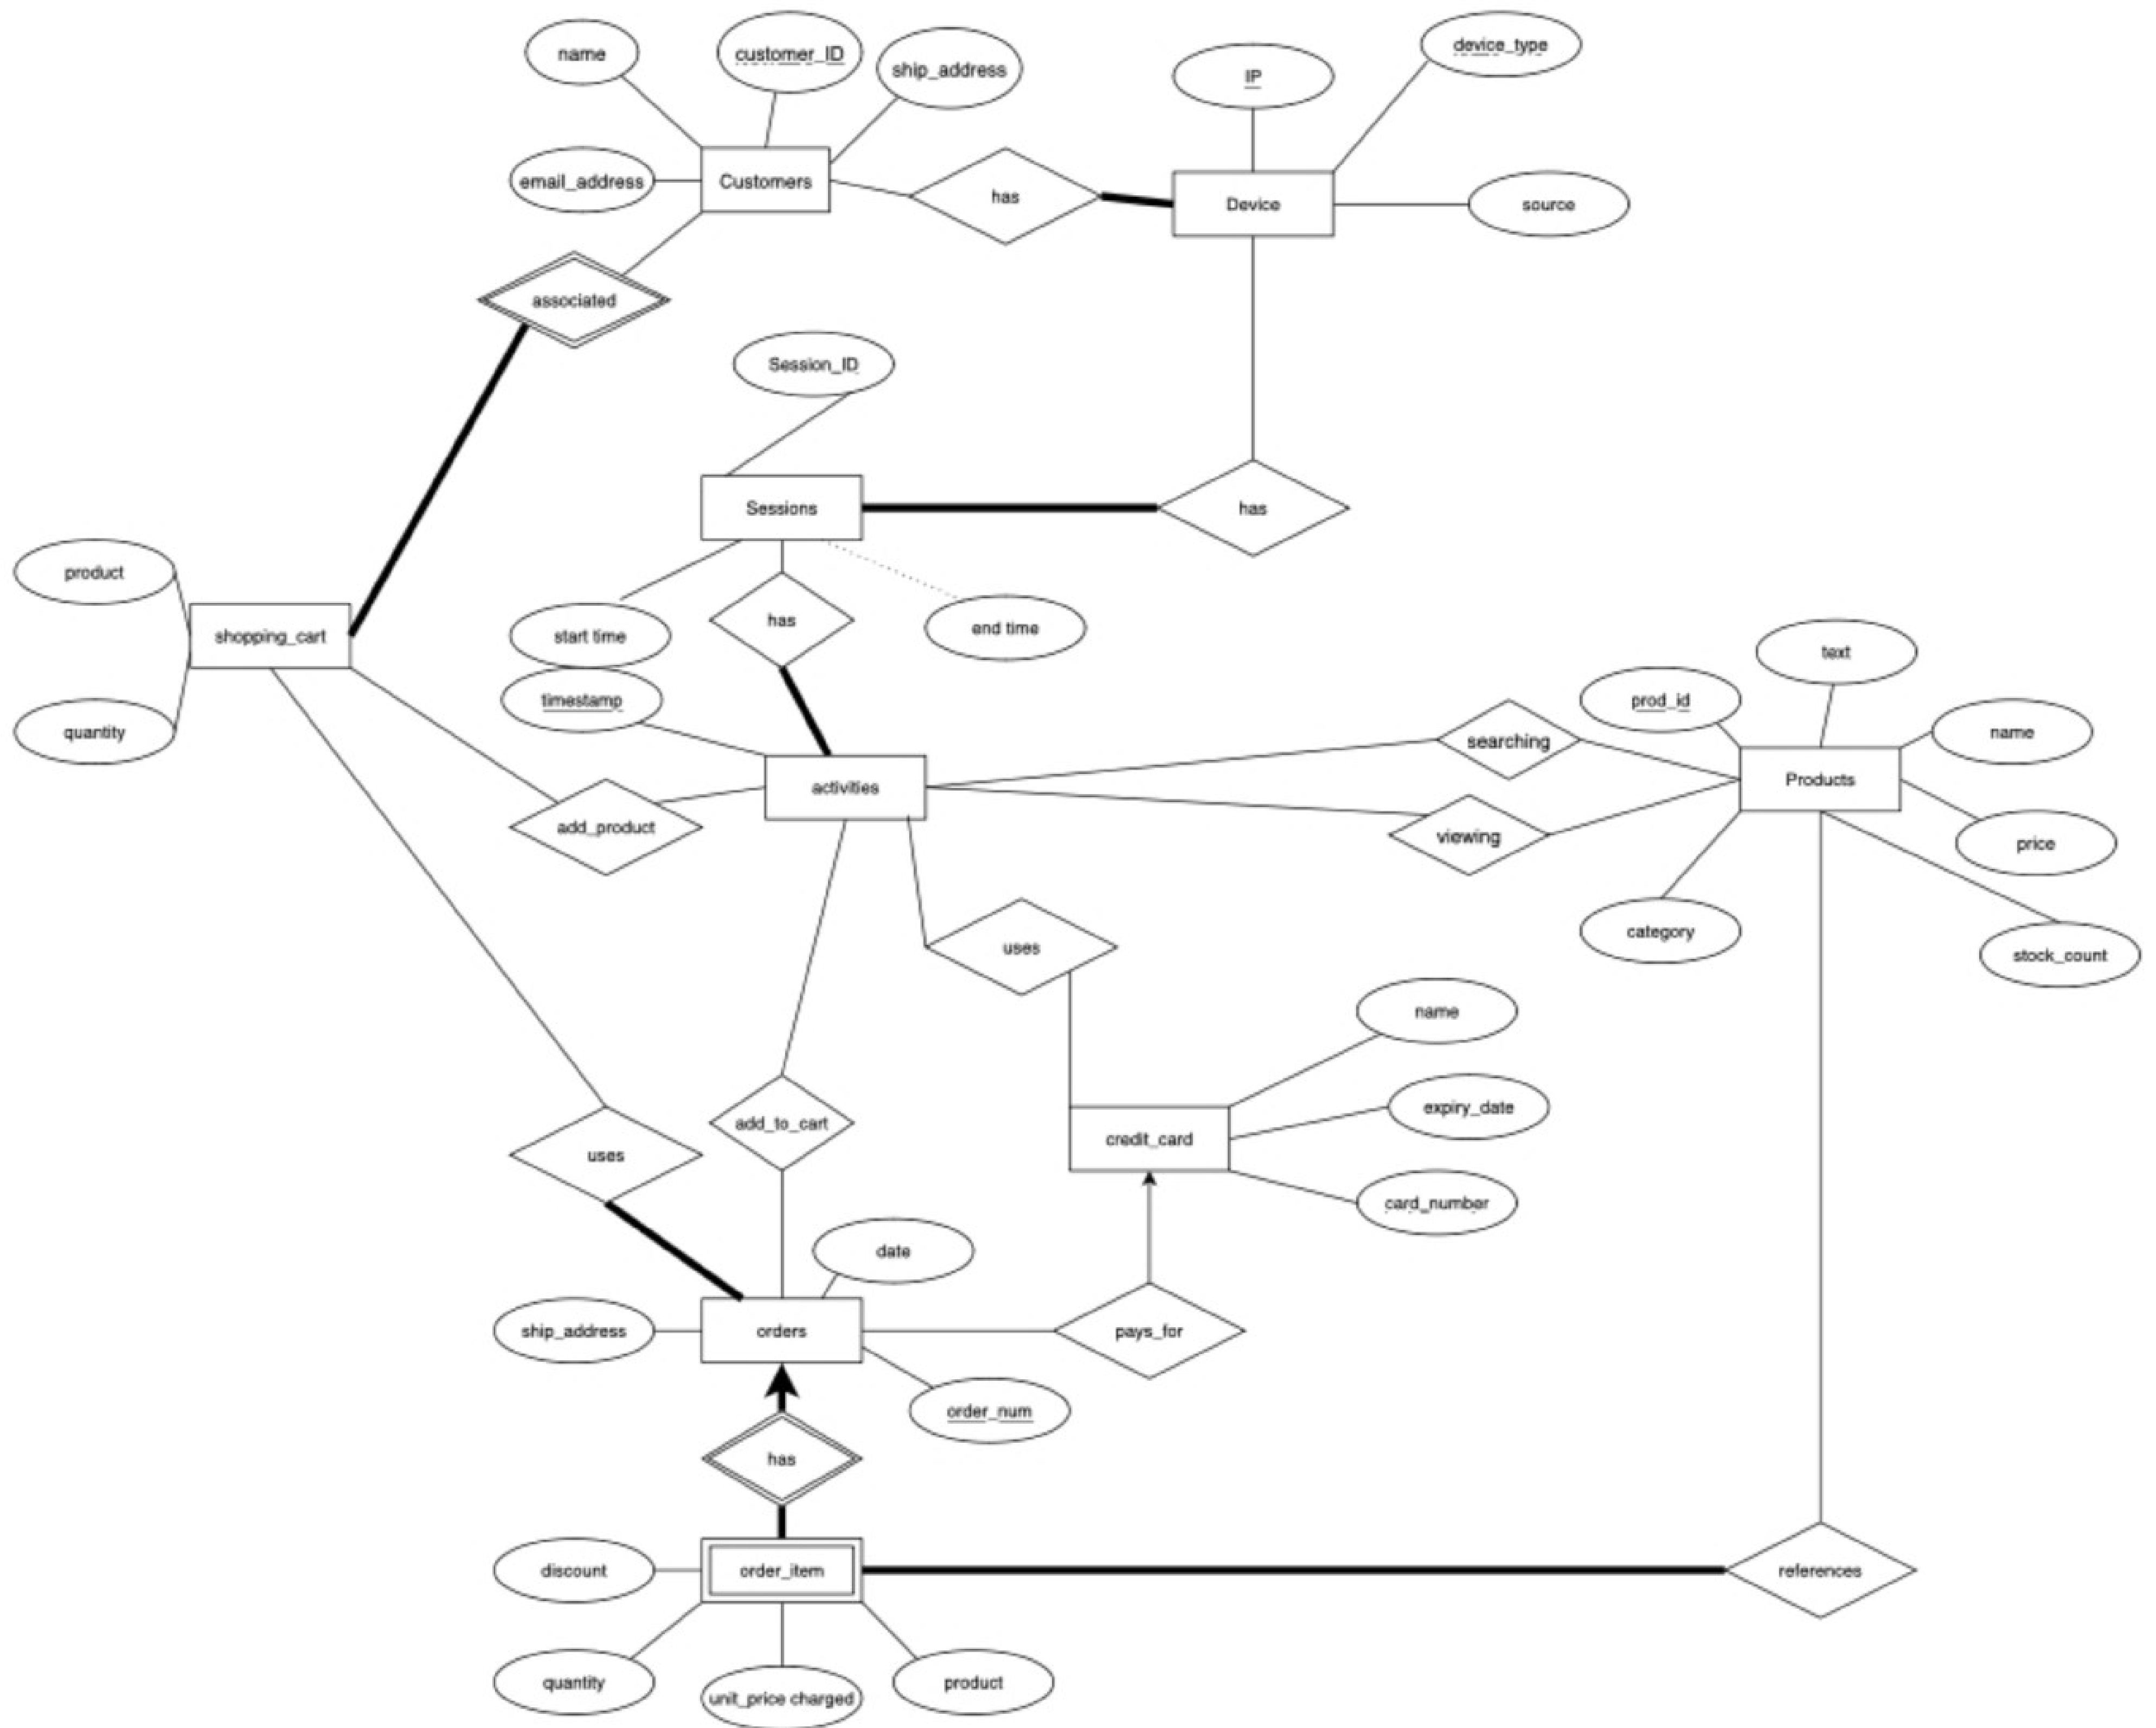 name
customer_ID
ship_address
IP
device_type
email_address
Customers
has
Device
source
associated
Session_ID
Sessions
has
product
shopping_cart
quantity
start time
has
end time
timestamp
activities
add_product
searching
viewing
prod_id
text
name
Products
price
category
stock_count
uses
name
expiry_date
credit_card
card_number
add_to_cart
uses
date
ship_address
orders
pays_for
order_num
has
discount
order_item
references
quantity
unit_price charged
product